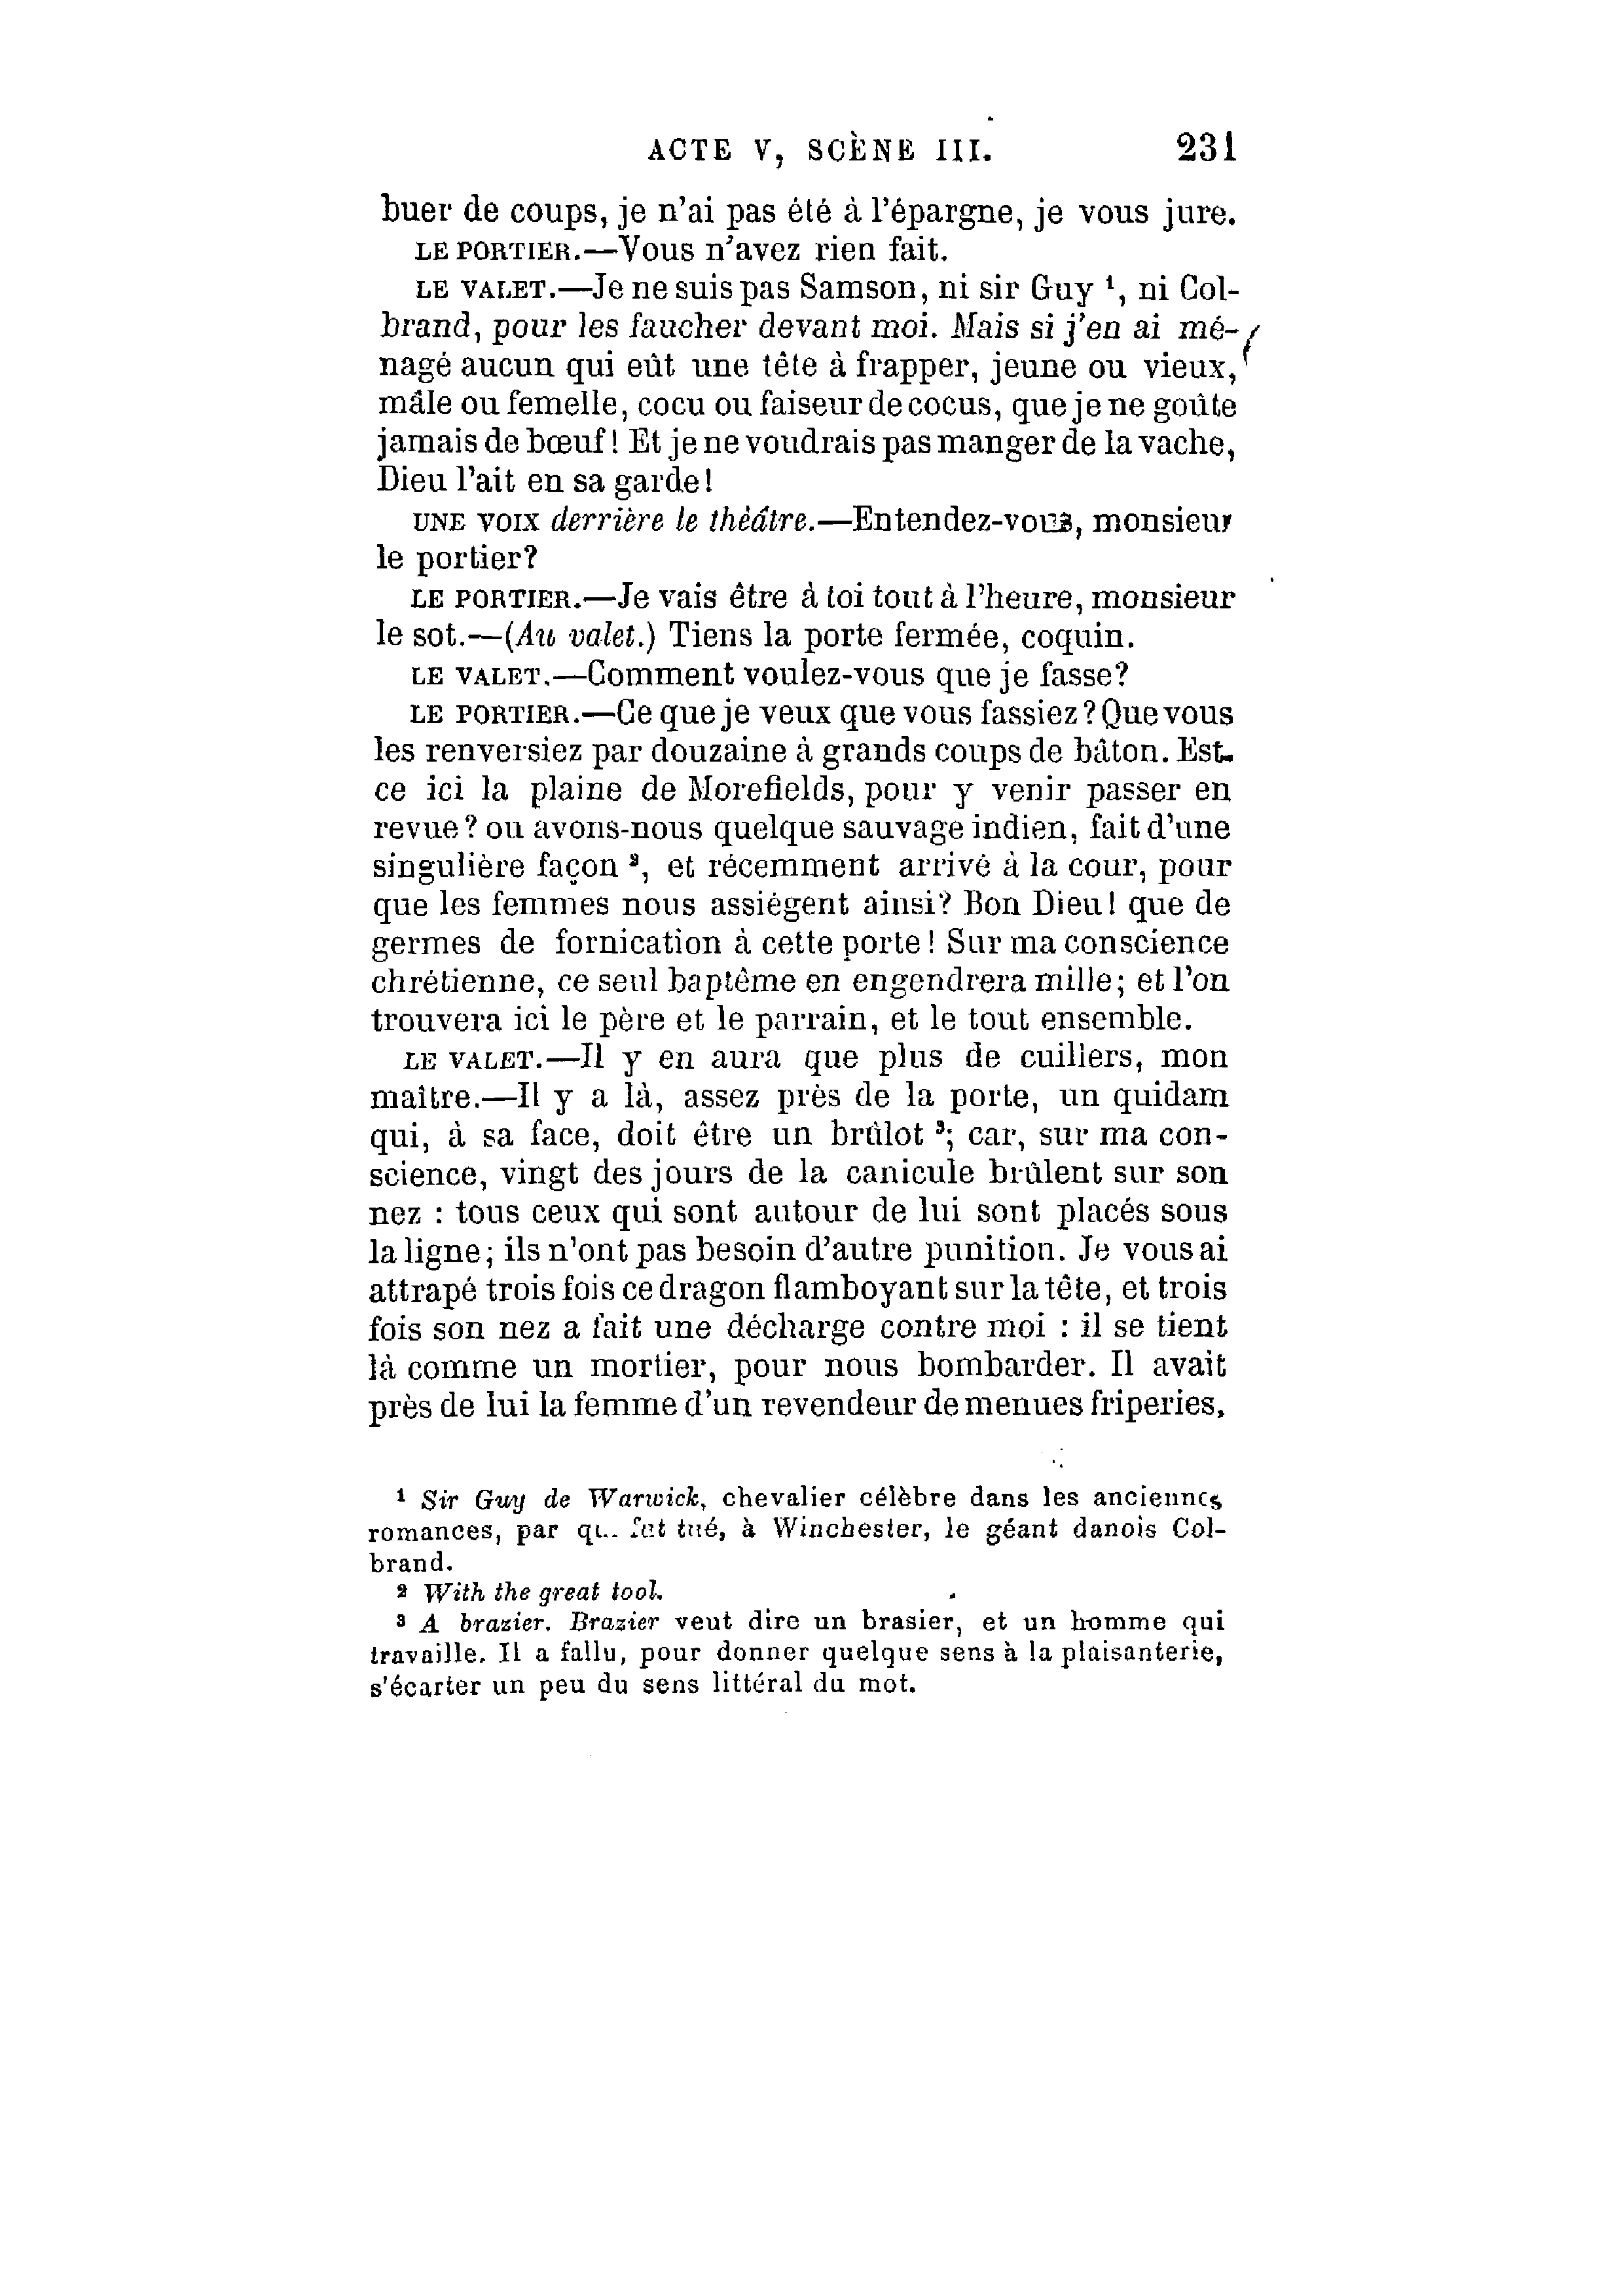 ACTE V, SCÈNE III. 231
buer de coups, je n'ai pas été à l'épargne, je vous jure.
LE PORTIER.—Vous n'avez rien fait.
LE VALET.—Je ne suis pas Samson, ni sir Guy ¹, ni Col-
brand, pour les faucher devant moi. Mais si j'en ai mé-
nagé aucun qui eût une tête à frapper, jeune ou vieux,
mâle ou femelle, cocu ou faiseur de cocus, que je ne goûte
jamais de bœuf! Et je ne voudrais pas manger de la vache,
Dieu l'ait en sa garde!
UNE VOIX derrière le théâtre.—Entendez-vous, monsieur
le portier?
LE PORTIER.—Je vais être à toi tout à l'heure, monsieur
le sot.—(Au valet.) Tiens la porte fermée, coquin.
LE VALET.—Comment voulez-vous que je fasse?
LE PORTIER.—Ce que je veux que vous fassiez? Que vous
les renversiez par douzaine à grands coups de bâton. Est-
ce ici la plaine de Morefields, pour y venir passer en
revue? ou avons-nous quelque sauvage indien, fait d'une
singulière façon ², et récemment arrivé à la cour, pour
que les femmes nous assiégent ainsi? Bon Dieu! que de
germes de fornication à cette porte! Sur ma conscience
chrétienne, ce seul baptême en engendrera mille; et l'on
trouvera ici le père et le parrain, et le tout ensemble.
LE VALET.—Il y en aura que plus de cuillers, mon
maître.—Il y a là, assez près de la porte, un quidam
qui, à sa face, doit être un brûlot ³; car, sur ma con-
science, vingt des jours de la canicule brûlent sur son
nez : tous ceux qui sont autour de lui sont placés sous
la ligne; ils n'ont pas besoin d'autre punition. Je vous ai
attrapé trois fois ce dragon flamboyant sur la tête, et trois
fois son nez a fait une décharge contre moi : il se tient
là comme un mortier, pour nous bombarder. Il avait
près de lui la femme d'un revendeur de menues friperies,
¹ Sir Guy de Warwick, chevalier célèbre dans les anciennes
romances, par qui fut tué, à Winchester, le géant danois Col-
brand.
² With the great tool.
³ A brazier. Brazier veut dire un brasier, et un homme qui
travaille. Il a fallu, pour donner quelque sens à la plaisanterie,
s'écarter un peu du sens littéral du mot.